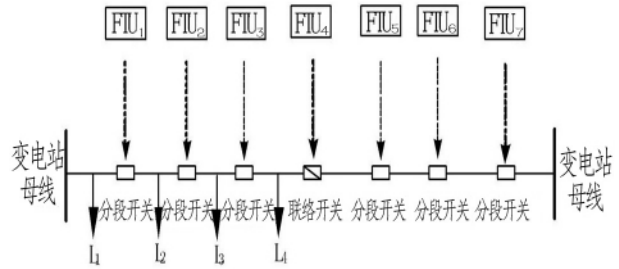 FTU₁ FTU₂ FTU₃ FTU₄ FTU₅ FTU₆ FTU₇
变电站
母线
分段开关 分段开关 分段开关 联络开关 分段开关 分段开关 分段开关
变电站
母线
L₁ L₂ L₃ L₄